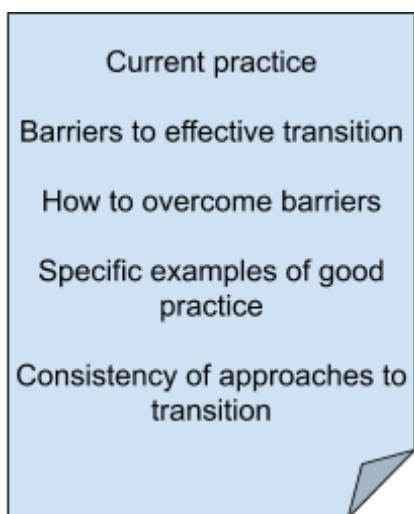 Current practice
Barriers to effective transition
How to overcome barriers
Specific examples of good
practice
Consistency of approaches to
transition